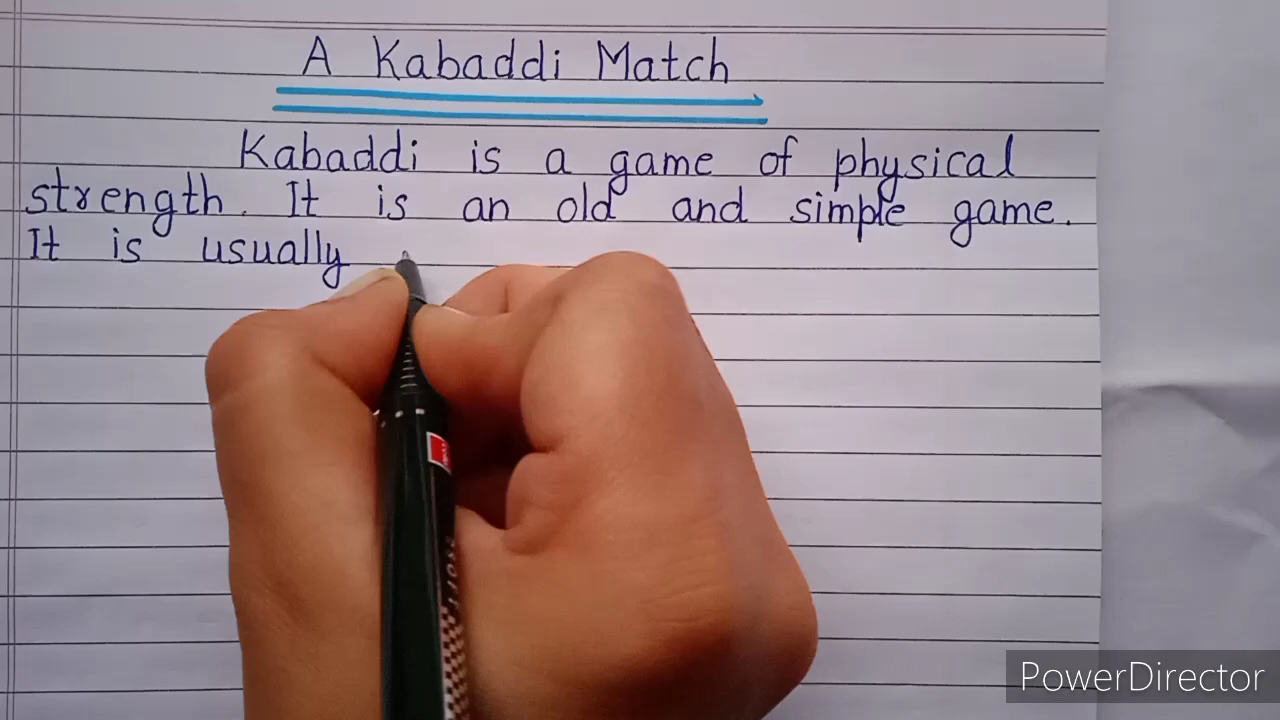 A Kabaddi Match
Kabaddi is a game of physical
strength. It is an old and simple game.
It is usually
PowerDirector